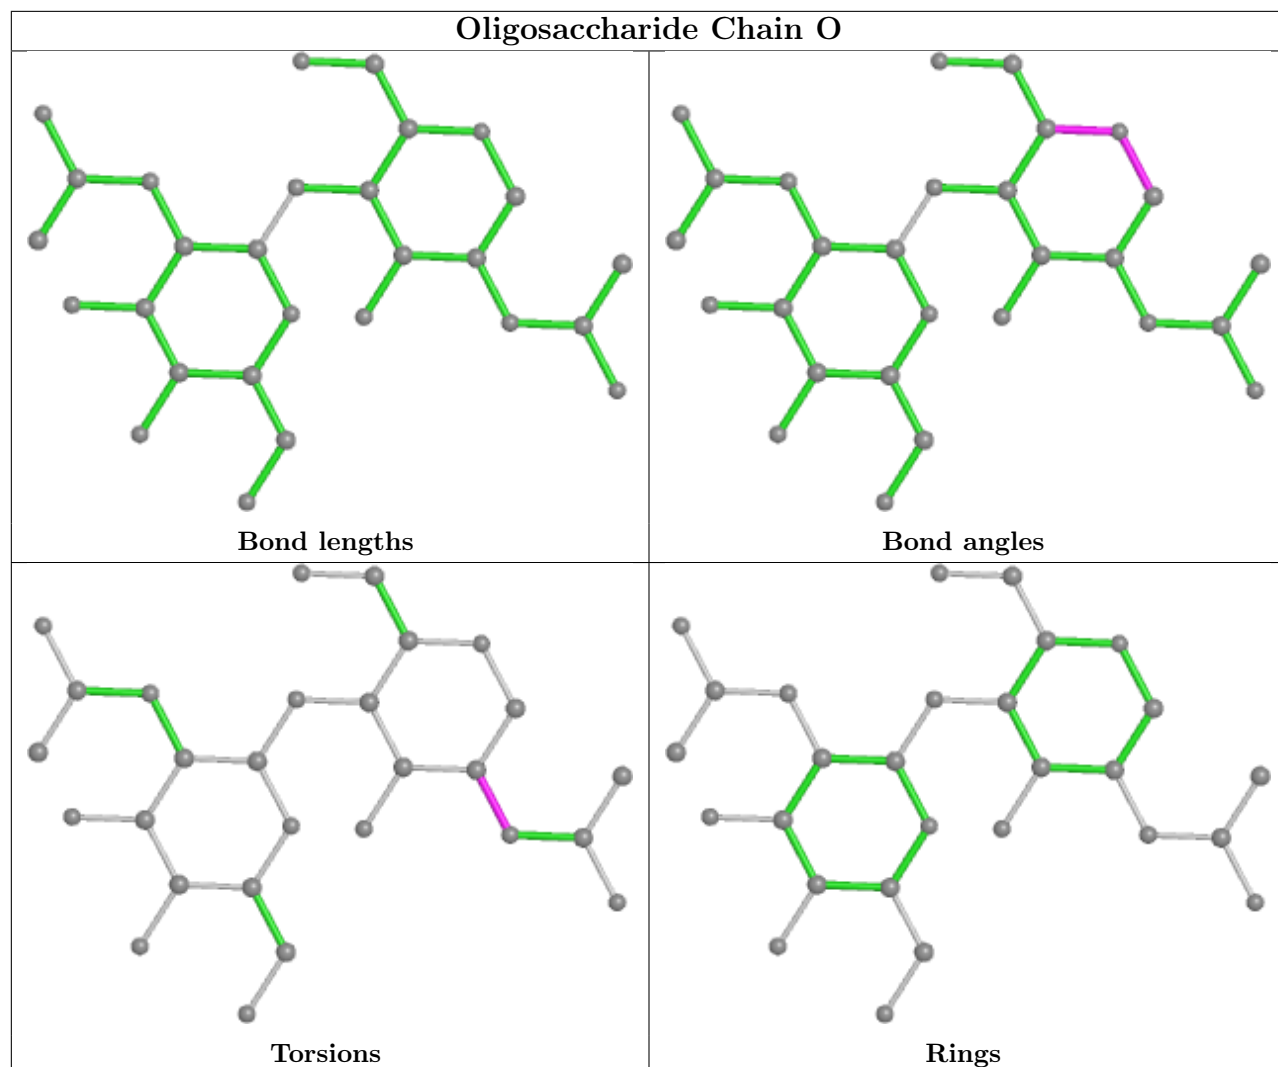 Oligosaccharide Chain O
Bond lengths
Bond angles
Torsions
Rings